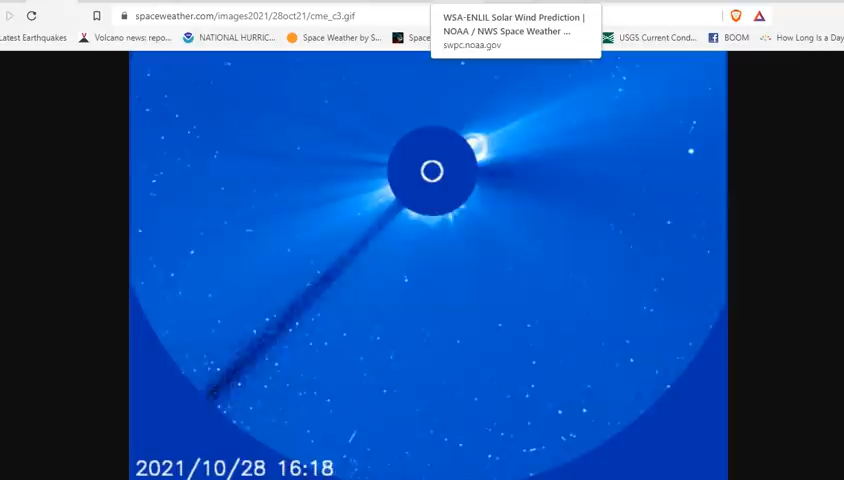 spaceweather.com/images2021/28oct21/cme_c3.gif
WSA-ENLIL Solar Wind Prediction |
NOAA / NWS Space Weather ...
swpc.noaa.gov
Latest Earthquakes
Volcano news: repo...
NATIONAL HURRIC...
Space Weather by S...
Space
USGS Current Cond...
BOOM
How Long Is a Day
2021/10/28 16:18